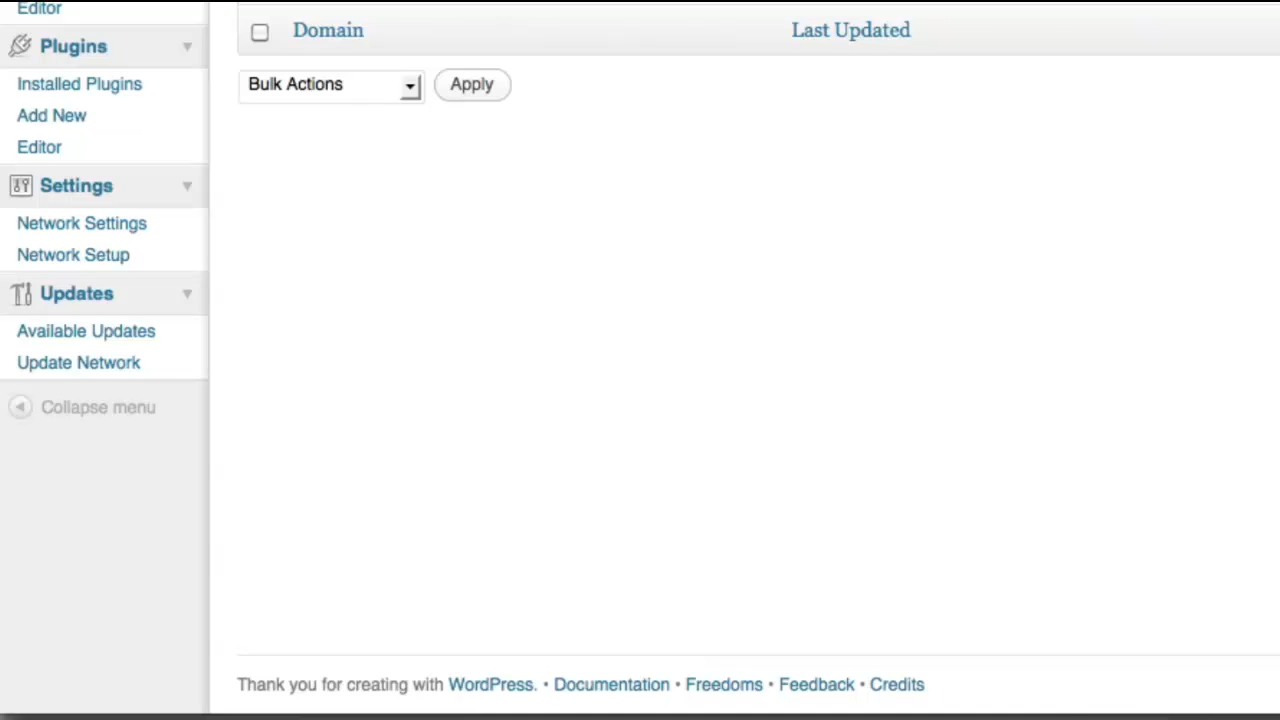 Editor
Plugins
Installed Plugins
Add New
Editor
Settings
Network Settings
Network Setup
Updates
Available Updates
Update Network
Collapse menu
Domain Last Updated
Bulk Actions Apply
Thank you for creating with WordPress. • Documentation • Freedoms • Feedback • Credits